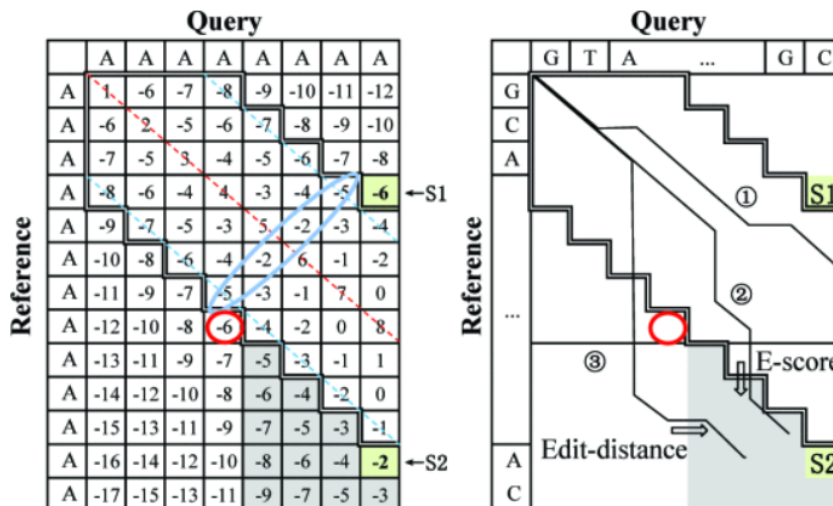 Query
A A A A A A A A
A 1 -6 -7 -8 -9 -10 -11 -12
A -6 2 -5 -6 -7 -8 -9 -10
A -7 -5 3 -4 -5 -6 -7 -8
A -8 -6 -4 4 -3 -4 -5 -6 ←S1
A -9 -7 -5 -3 5 -2 -3 -4
A -10 -8 -6 -4 -2 6 -1 -2
A -11 -9 -7 -5 -3 -1 7 0
A -12 -10 -8 -6 -4 -2 0 8
A -13 -11 -9 -7 -5 -3 -1 1
A -14 -12 -10 -8 -6 -4 -2 0
A -15 -13 -11 -9 -7 -5 -3 -1
A -16 -14 -12 -10 -8 -6 -4 -2 ←S2
A -17 -15 -13 -11 -9 -7 -5 -3
Reference
Query
G T A ... G C
G
C
A
...
A
C
Reference
①
S1
②
③
E-score
Edit-distance
S2